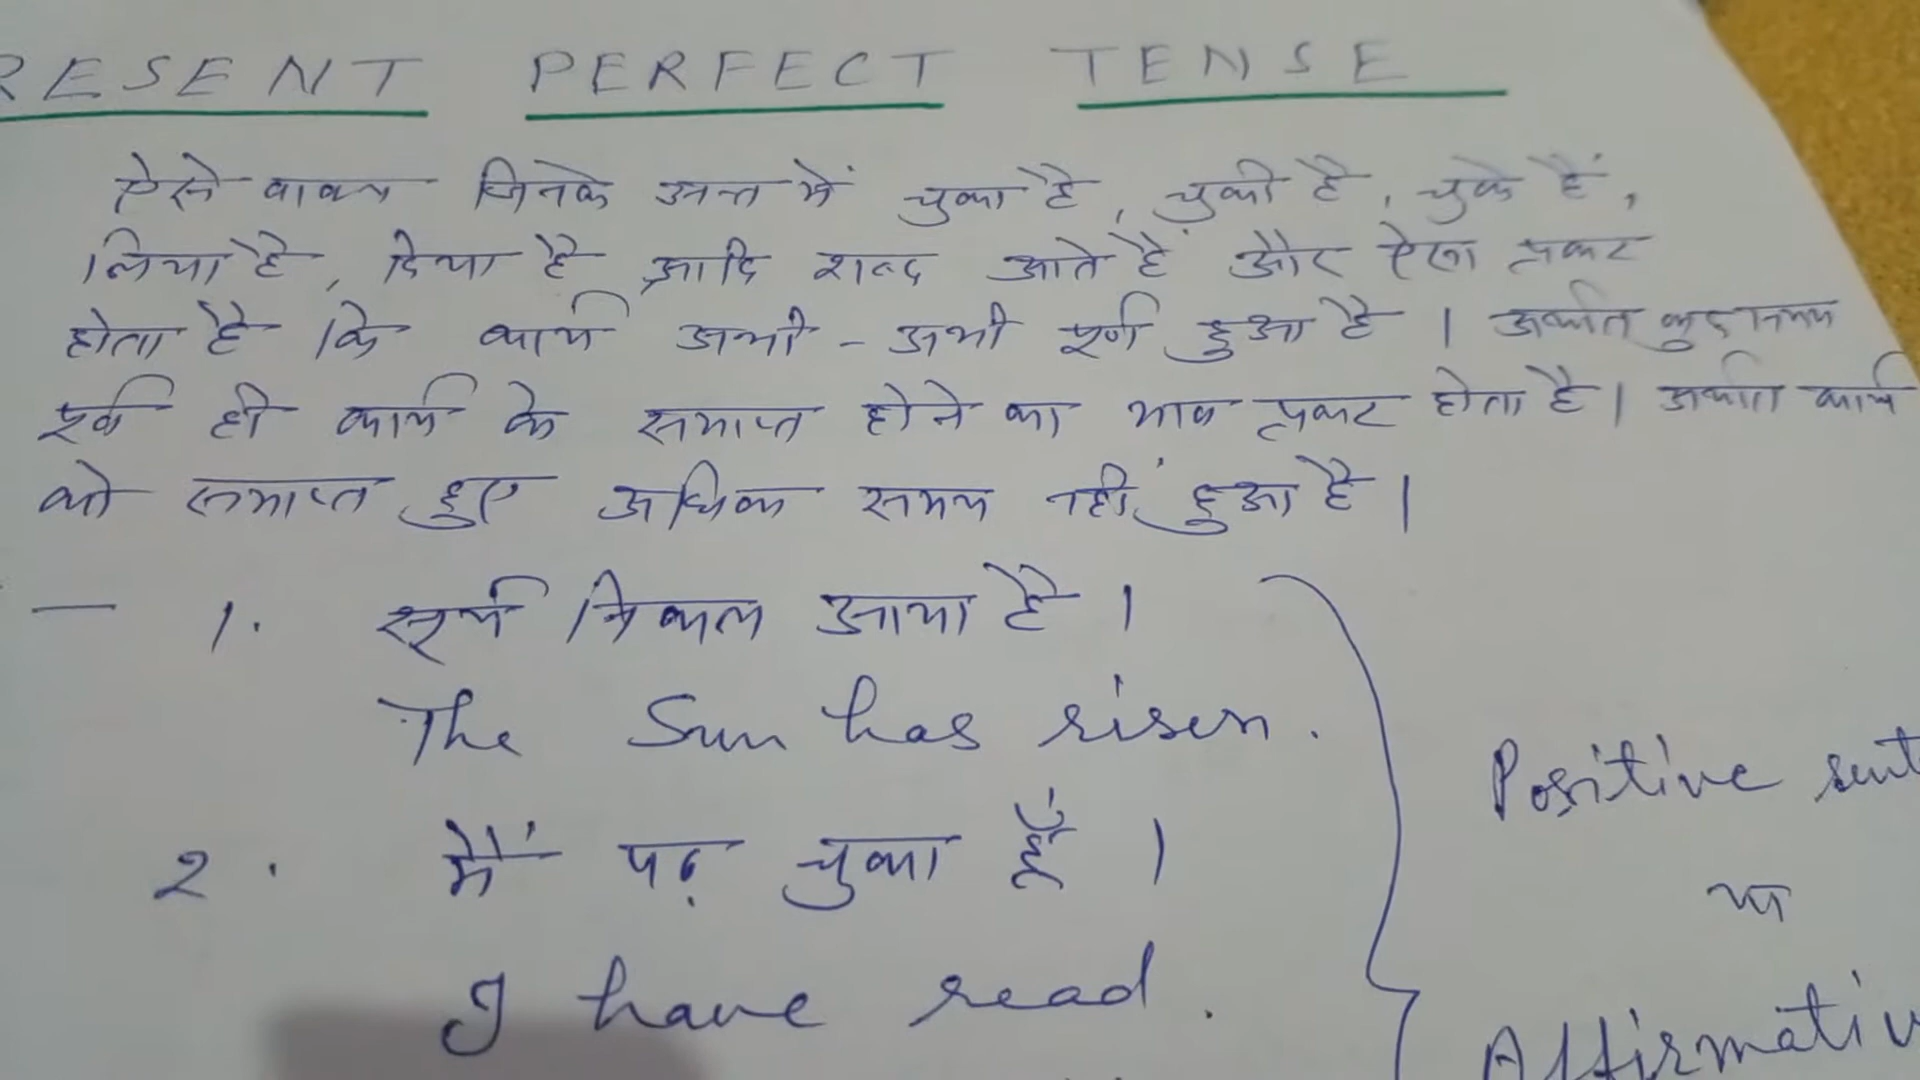 RESENT PERFECT TENSE
ऐसे वाक्य जिनके अन्त में चुका है, चुकी है, चुके हैं,
लिया है, दिया है आदि शब्द आते हैं और ऐसा प्रकट
होता है कि कार्य अभी - अभी पूर्ण हुआ है । अर्थात कुछ समय
पूर्व ही कार्य के समाप्त होने का भाव प्रकट होता है । अर्थात कार्य
को समाप्त हुए अधिक समय नहीं हुआ है ।
— 1. सूर्य निकल आया है ।
The Sun has risen.
Positive sent
2. मैं पढ़ चुका हूँ ।
या
I have read.
Affirmativ